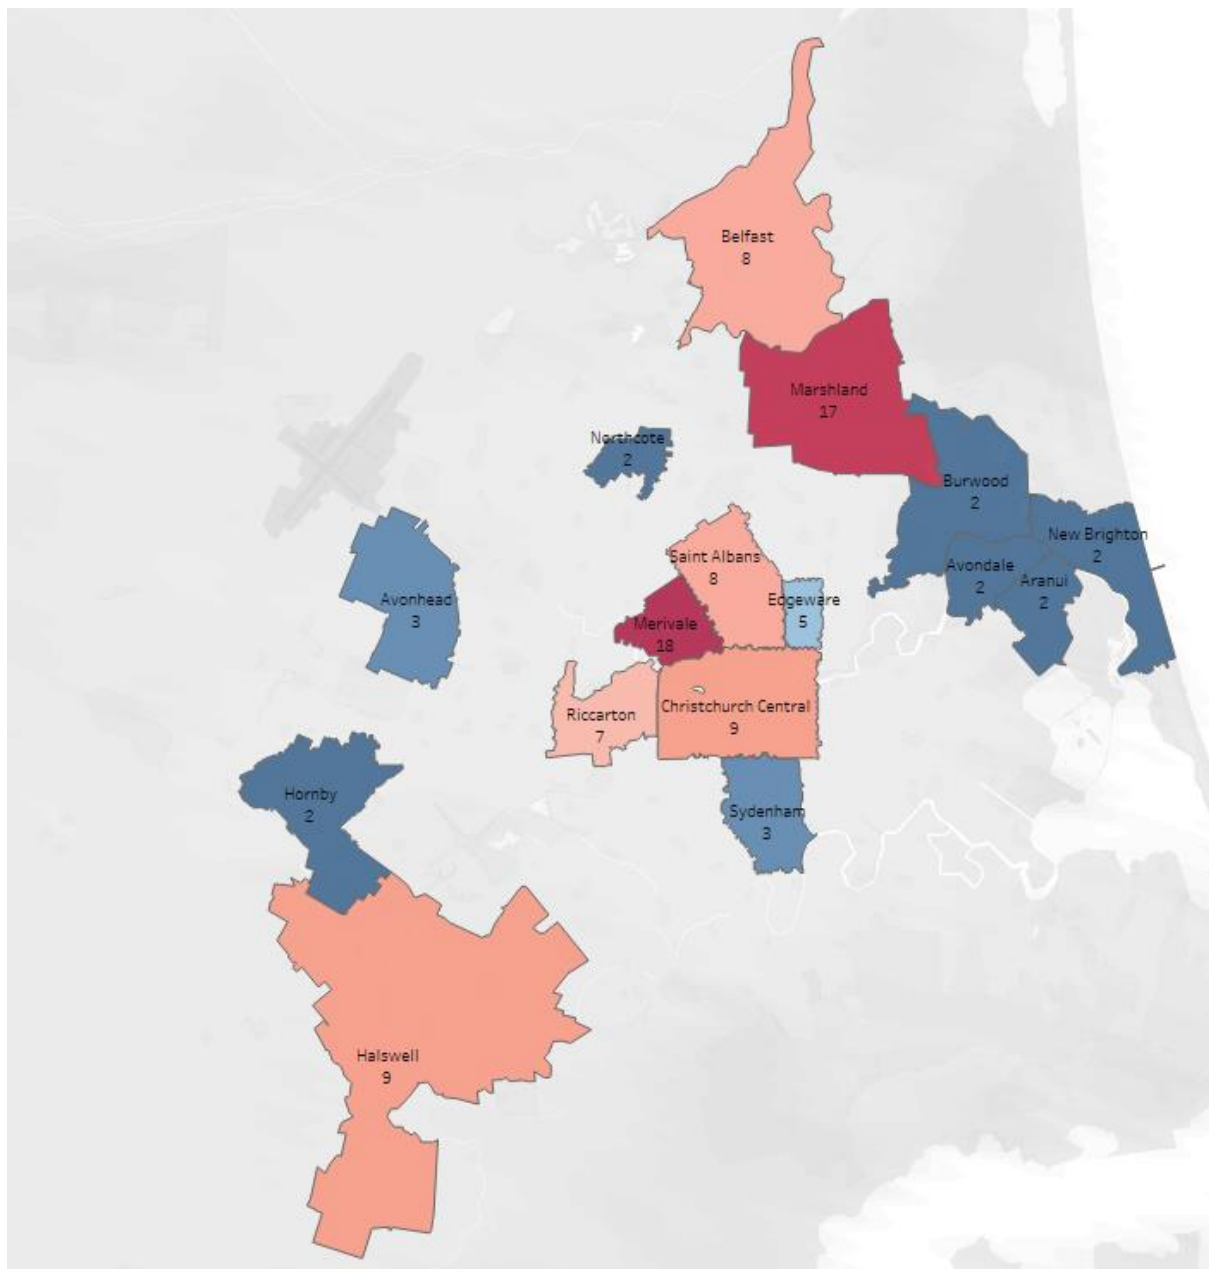 Belfast
8
Marshland
17
Northcote
2
Burwood
2
New Brighton
2
Saint Albans
8
Avondale
2
Aranui
2
Avonhead
3
Edgeware
5
Merivale
18
Riccarton
7
Christchurch Central
9
Hornby
2
Sydenham
3
Halswell
9